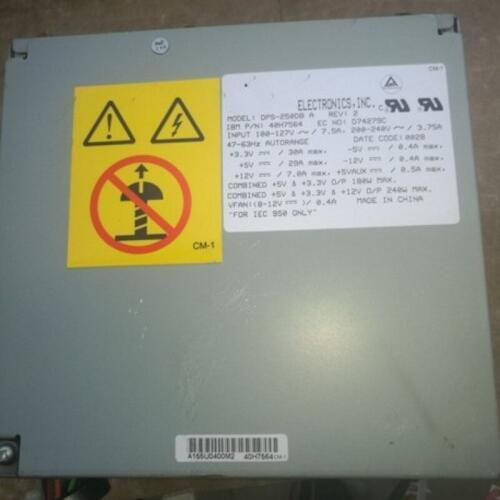 CM-1
ELECTRONICS, INC.
MODEL: DPS-250DB A REV: 2
IBM P/N: 40H7564 EC NO: D74279C
INPUT 100-127V ~ / 7.5A, 200-240V ~ / 3.75A
47-63Hz AUTORANGE DATE CODE: 0028
+3.3V / 30A max. -5V / 0.4A max.
+5V / 29A max. -12V / 0.4A max.
+12V / 7.0A max. +5VAUX / 0.5A max.
COMBINED +5V & +3.3V O/P 180W MAX.
COMBINED +5V & +3.3V & +12V O/P 240W MAX.
VFAN:(8-12V) / 0.4A MADE IN CHINA
"FOR IEC 950 ONLY"
CM-1
A155U0400M2 40H7564 CM-1